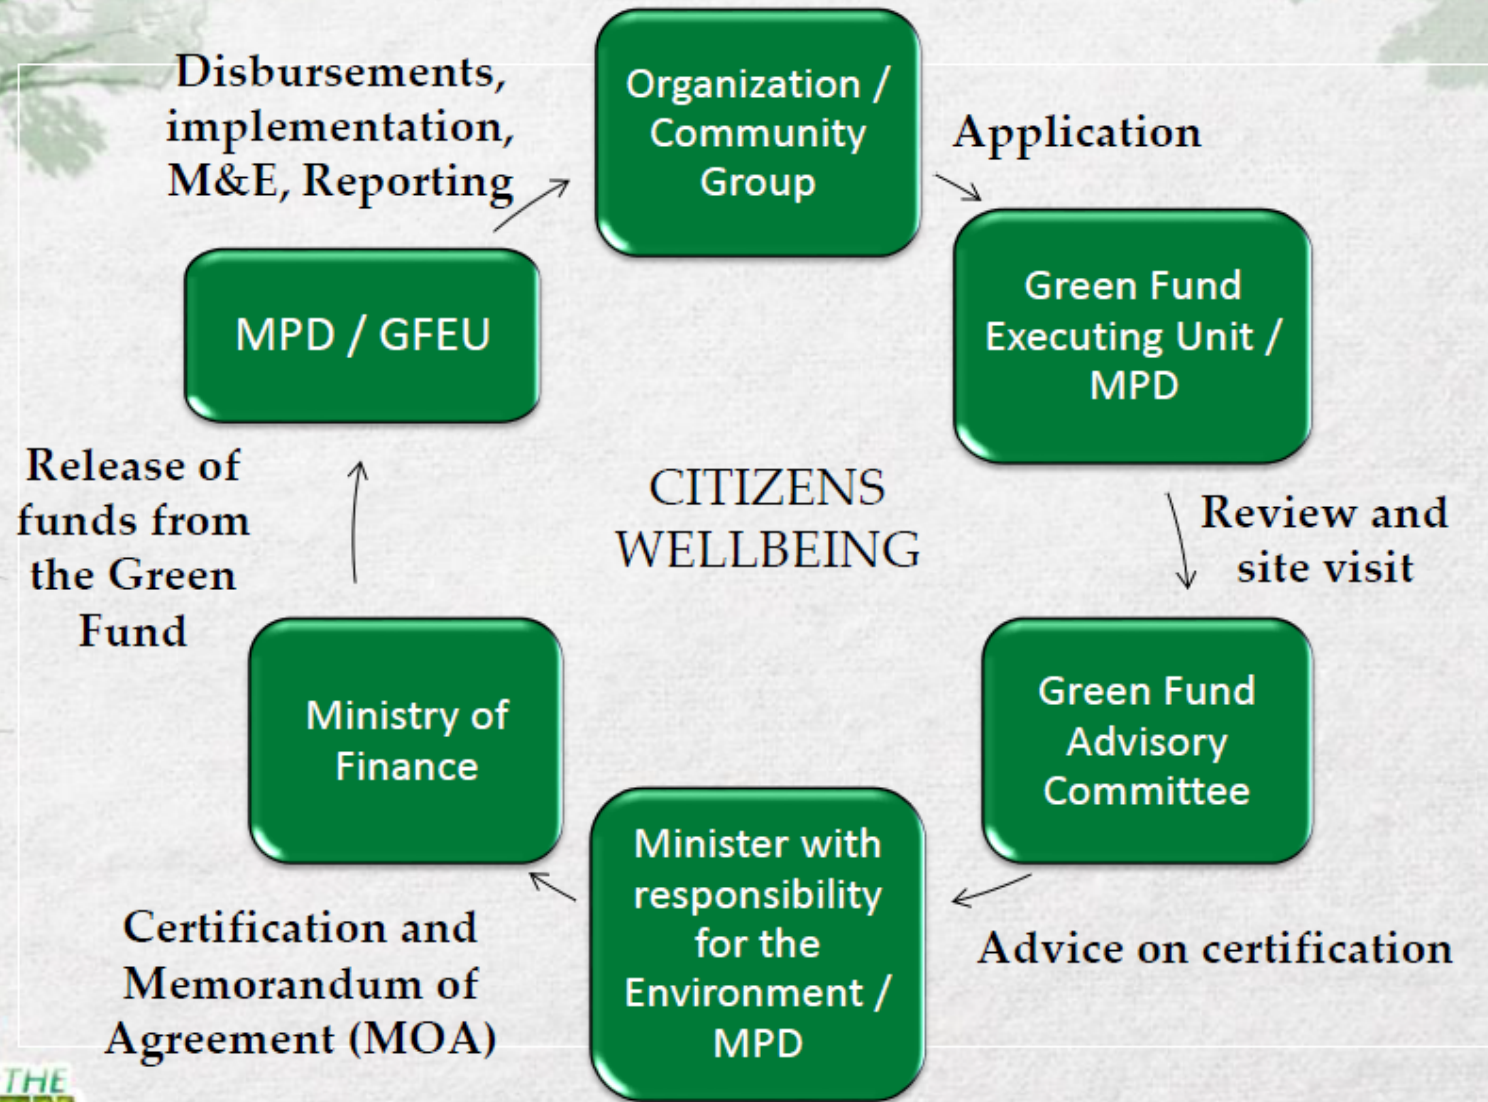 Disbursements,
implementation,
M&E, Reporting
Organization /
Community
Group
Application
Green Fund
Executing Unit /
MPD
Review and
site visit
Green Fund
Advisory
Committee
Advice on certification
Minister with
responsibility
for the
Environment /
MPD
Certification and
Memorandum of
Agreement (MOA)
Ministry of
Finance
Release of
funds from
the Green
Fund
MPD / GFEU
CITIZENS
WELLBEING
THE